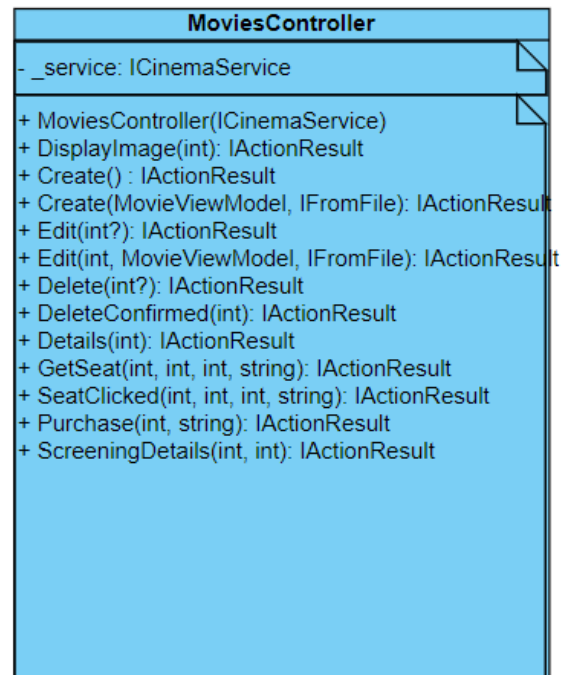 MoviesController
- _service: ICinemaService
+ MoviesController(ICinemaService)
+ DisplayImage(int): IActionResult
+ Create() : IActionResult
+ Create(MovieViewModel, IFromFile): IActionResult
+ Edit(int?): IActionResult
+ Edit(int, MovieViewModel, IFromFile): IActionResult
+ Delete(int?): IActionResult
+ DeleteConfirmed(int): IActionResult
+ Details(int): IActionResult
+ GetSeat(int, int, int, string): IActionResult
+ SeatClicked(int, int, int, string): IActionResult
+ Purchase(int, string): IActionResult
+ ScreeningDetails(int, int): IActionResult